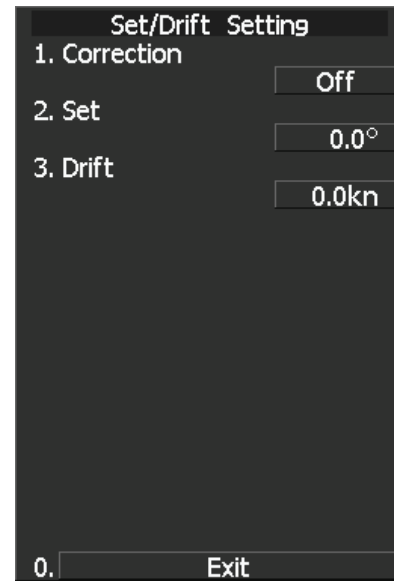 Set/Drift Setting
1. Correction
Off
2. Set
0.0°
3. Drift
0.0kn
0. Exit